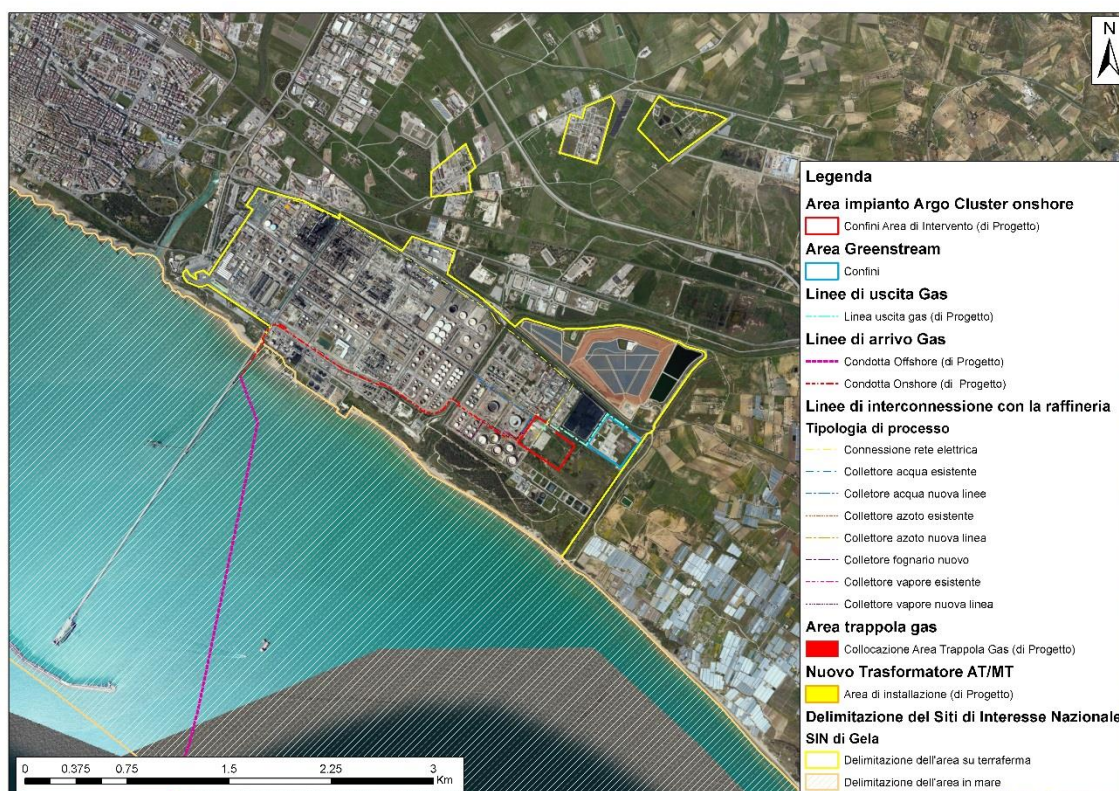 N
Legenda
Area impianto Argo Cluster onshore
Confini Area di Intervento (di Progetto)
Area Greenstream
Confini
Linee di uscita Gas
Linea uscita gas (di Progetto)
Linee di arrivo Gas
Condotta Offshore (di Progetto)
Condotta Onshore (di Progetto)
Linee di interconnessione con la raffineria
Tipologia di processo
Connessione rete elettrica
Collettore acqua esistente
Colletore acqua nuova linee
Collettore azoto esistente
Collettore azoto nuova linea
Colletore fognario nuovo
Collettore vapore esistente
Collettore vapore nuova linea
Area trappola gas
Collocazione Area Trappola Gas (di Progetto)
Nuovo Trasformatore AT/MT
Area di installazione (di Progetto)
Delimitazione del Siti di Interesse Nazionale
SIN di Gela
Delimitazione dell'area su terraferma
Delimitazione dell'area in mare
0 0.375 0.75 1.5 2.25 3
Km